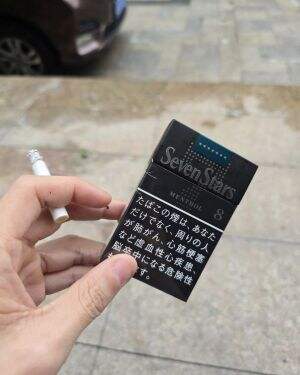 SevenStars
MENTHOL
8
たばこの煙は、あなた
だけでなく、周りの人
が肺がん、心筋梗塞
など虚血性心疾患、
脳卒中になる危険性
ます。